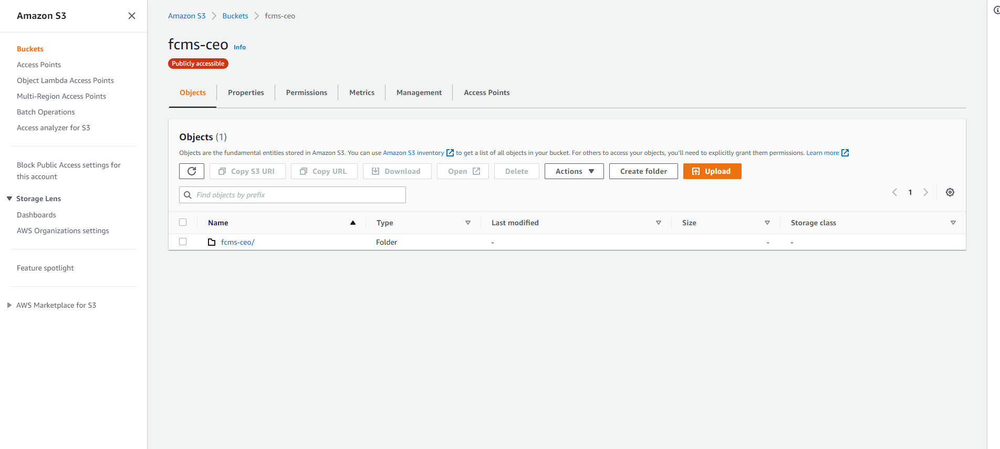 Amazon S3
Buckets
Access Points
Object Lambda Access Points
Multi-Region Access Points
Batch Operations
Access analyzer for S3
Block Public Access settings for
this account
Storage Lens
Dashboards
AWS Organizations settings
Feature spotlight
AWS Marketplace for S3
Amazon S3 Buckets fcms-ceo
fcms-ceo Info
Publicly accessible
Objects Properties Permissions Metrics Management Access Points
Objects (1)
Objects are the fundamental entities stored in Amazon S3. You can use Amazon S3 inventory to get a list of all objects in your bucket. For others to access your objects, you’ll need to explicitly grant them permissions. Learn more
Copy S3 URI Copy URL Download Open Delete Actions Create folder Upload
Find objects by prefix
1
Name Type Last modified Size Storage class
fcms-ceo/ Folder - - -